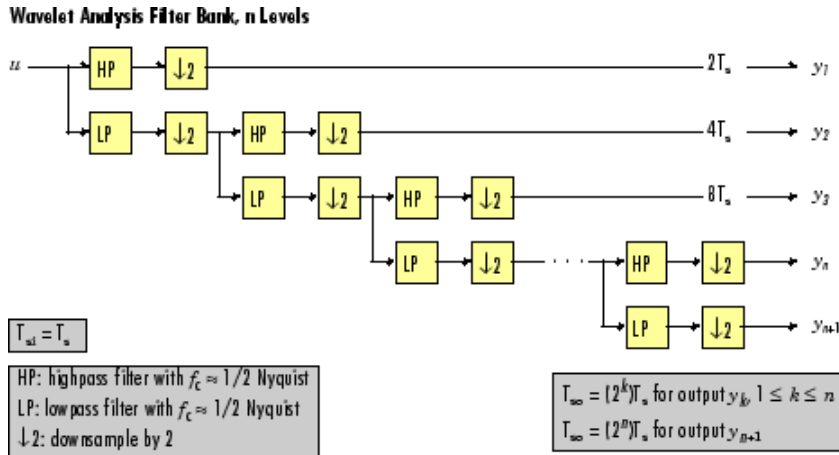 Wavelet Analysis Filter Bank, n Levels
u HP ↓2 2Tₛ y₁
LP ↓2 HP ↓2 4Tₛ y₂
LP ↓2 HP ↓2 8Tₛ y₃
LP ↓2 · · · HP ↓2 yₙ
LP ↓2 yₙ₊₁
Tₛᵢ = Tₛ
HP: highpass filter with f_c ≈ 1/2 Nyquist
LP: lowpass filter with f_c ≈ 1/2 Nyquist
↓2: downsample by 2
Tₛₒ = (2ᵏ)Tₛ for output yₖ, 1 ≤ k ≤ n
Tₛₒ = (2ⁿ)Tₛ for output yₙ₊₁